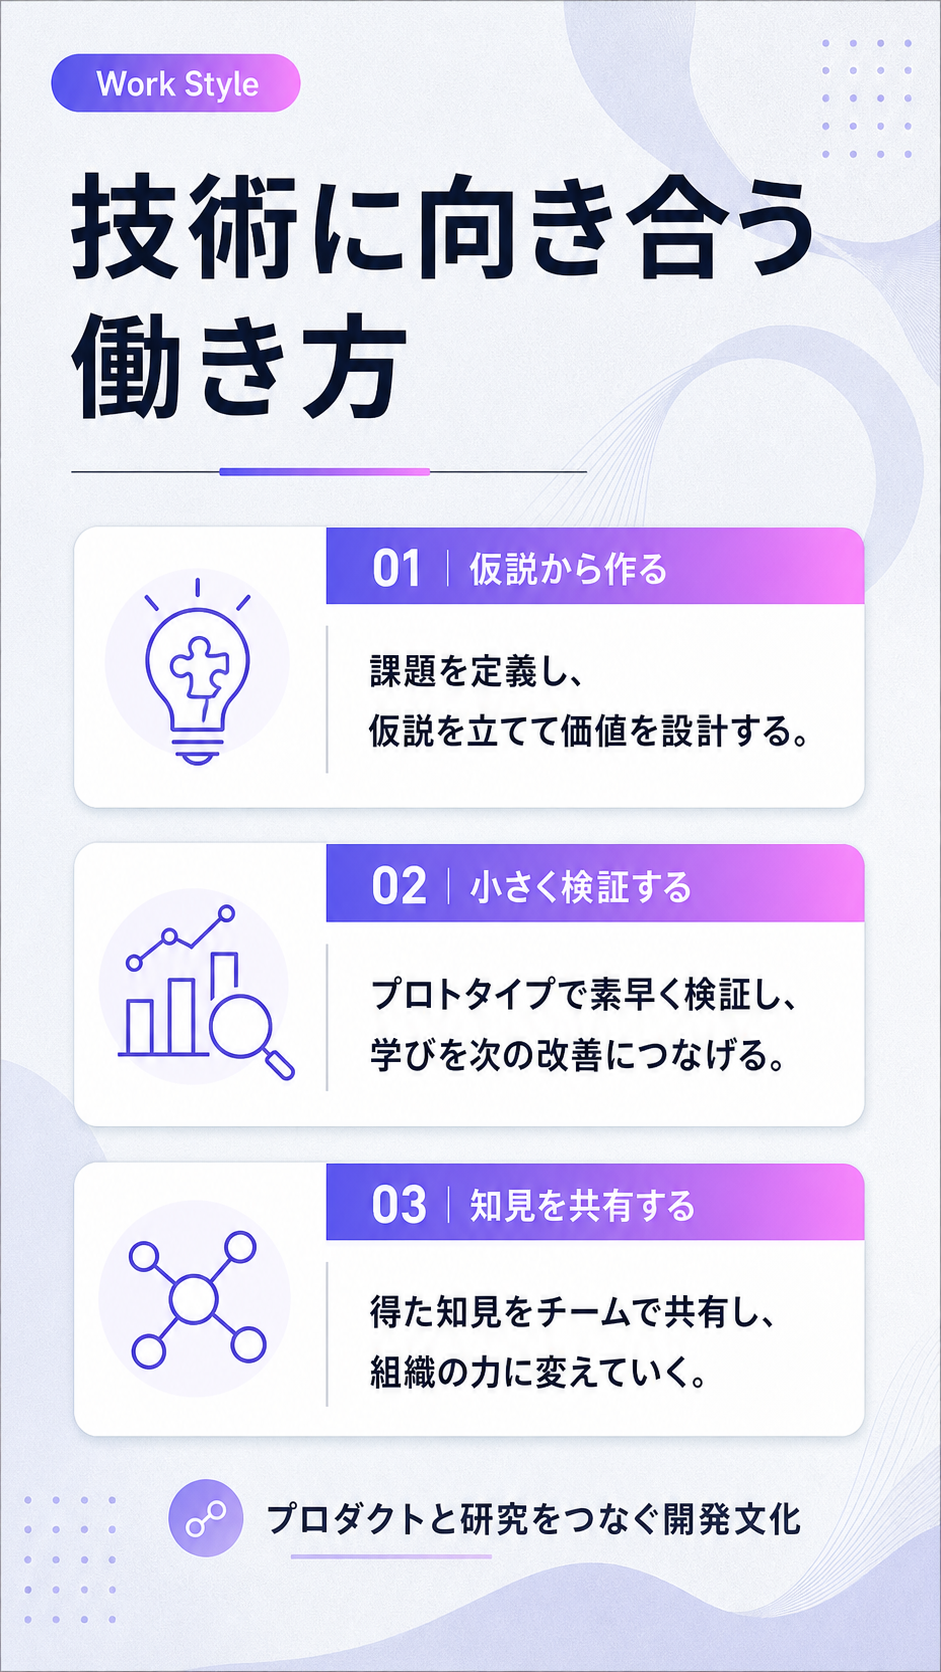 Work Style
技術に向き合う
働き方
01 | 仮説から作る
課題を定義し、
仮説を立てて価値を設計する。
02 | 小さく検証する
プロトタイプで素早く検証し、
学びを次の改善につなげる。
03 | 知見を共有する
得た知見をチームで共有し、
組織の力に変えていく。
プロダクトと研究をつなぐ開発文化